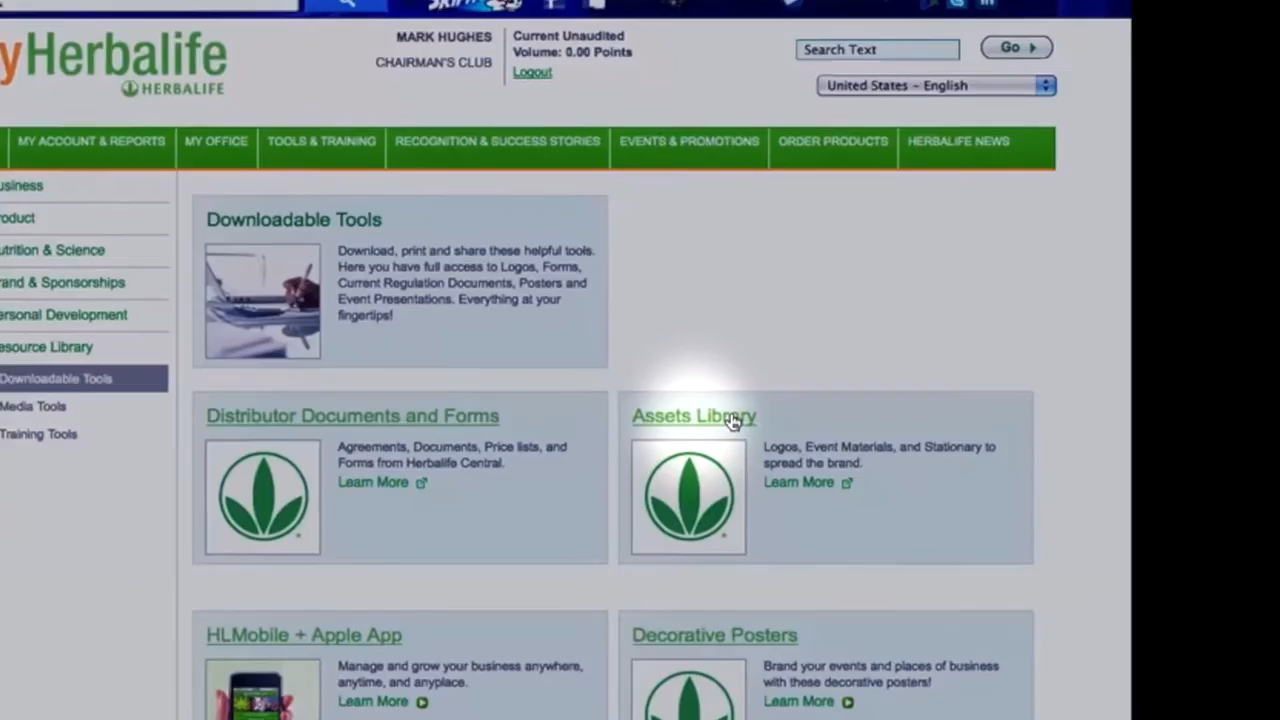 yHerbalife
HERBALIFE
MARK HUGHES
CHAIRMAN'S CLUB
Current Unaudited
Volume: 0.00 Points
Logout
Search Text
Go
United States - English
MY ACCOUNT & REPORTS
MY OFFICE
TOOLS & TRAINING
RECOGNITION & SUCCESS STORIES
EVENTS & PROMOTIONS
ORDER PRODUCTS
HERBALIFE NEWS
usiness
roduct
utrition & Science
rand & Sponsorships
ersonal Development
esource Library
Downloadable Tools
Media Tools
Training Tools
Downloadable Tools
Download, print and share these helpful tools.
Here you have full access to Logos, Forms,
Current Regulation Documents, Posters and
Event Presentations. Everything at your
fingertips!
Distributor Documents and Forms
Agreements, Documents, Price lists, and
Forms from Herbalife Central.
Learn More
Assets Library
Logos, Event Materials, and Stationary to
spread the brand.
Learn More
HLMobile + Apple App
Manage and grow your business anywhere,
anytime, and anyplace.
Learn More
Decorative Posters
Brand your events and places of business
with these decorative posters!
Learn More